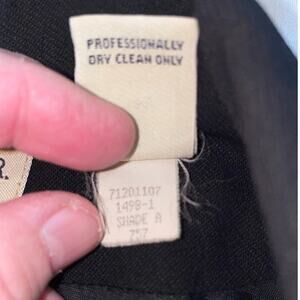 PROFESSIONALLY
DRY CLEAN ONLY
R.
71201107
1498-1
SHADE A
757